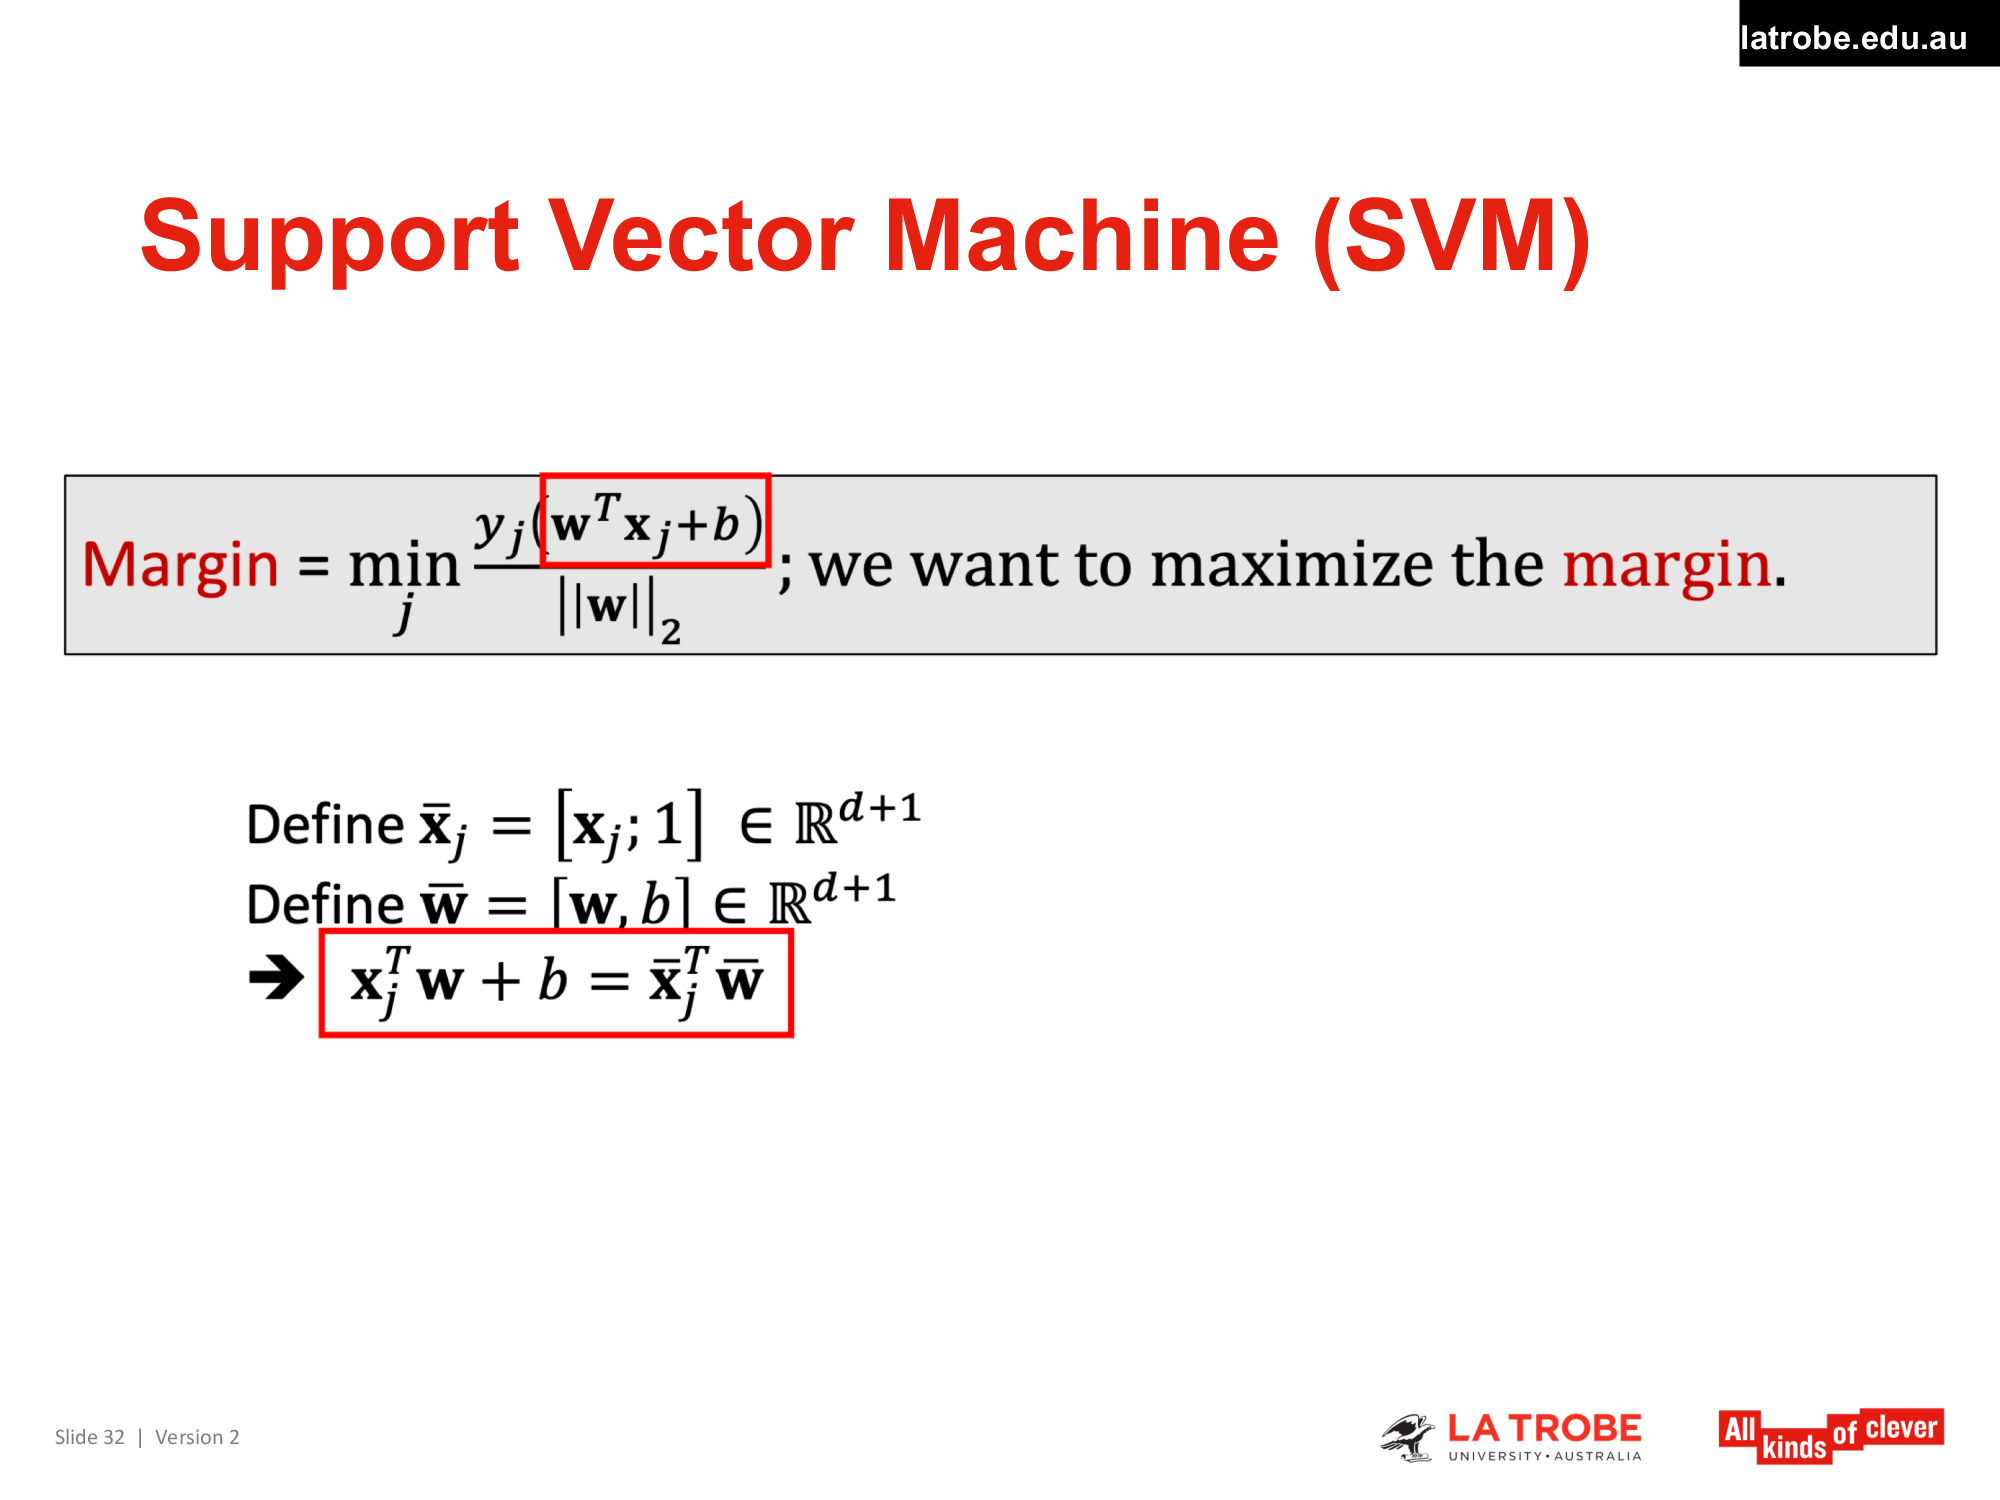 latrobe.edu.au
Support Vector Machine (SVM)
Margin = min_j y_j(𝐰^T 𝐱_j+b) / ||𝐰||_2 ; we want to maximize the margin.
Define 𝐱̅_j = [𝐱_j; 1] ∈ ℝ^{d+1}
Define 𝐰̅ = [𝐰, b] ∈ ℝ^{d+1}
➔ 𝐱_j^T 𝐰 + b = 𝐱̅_j^T 𝐰̅
Slide 32 | Version 2
LA TROBE
UNIVERSITY • AUSTRALIA
All kinds of clever